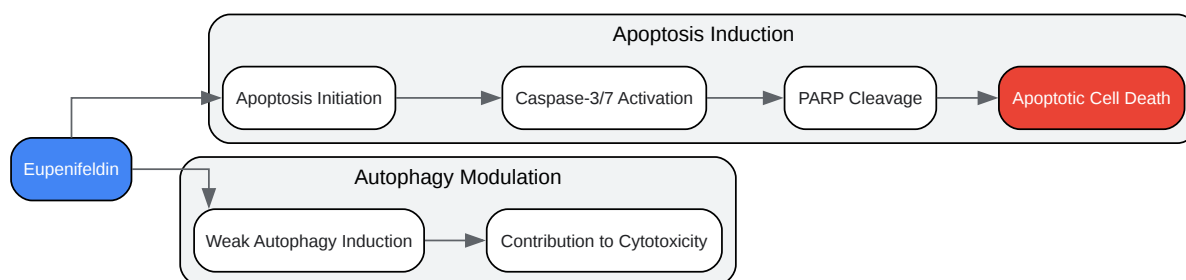 Apoptosis Induction
Apoptosis Initiation
Caspase-3/7 Activation
PARP Cleavage
Apoptotic Cell Death
Eupenifeldin
Autophagy Modulation
Weak Autophagy Induction
Contribution to Cytotoxicity